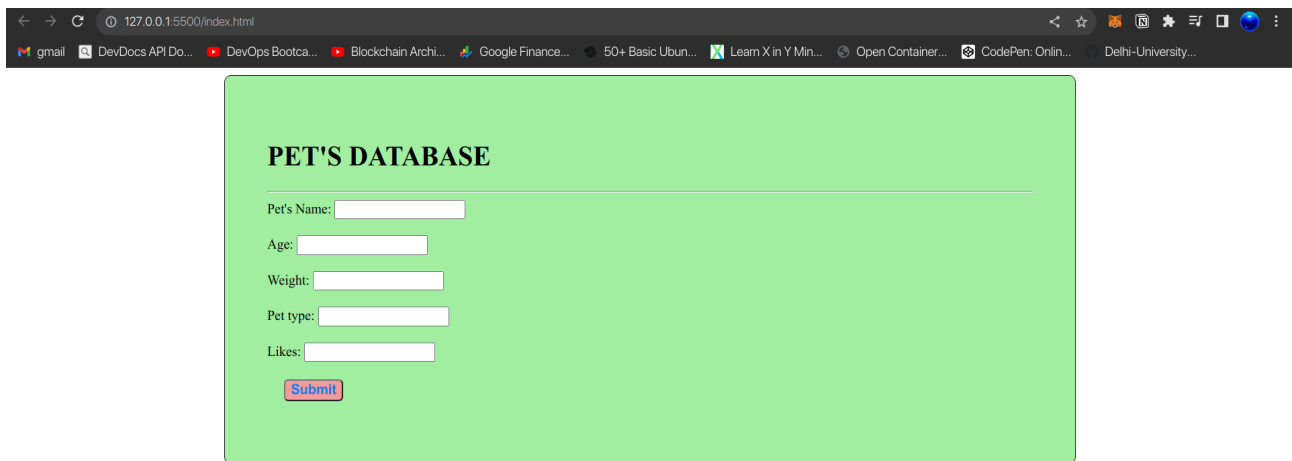 127.0.0.1:5500/index.html
gmail DevDocs API Do... DevOps Bootca... Blockchain Archi... Google Finance... 50+ Basic Ubun... Learn X in Y Min... Open Container... CodePen: Onlin... Delhi-University...
PET'S DATABASE
Pet's Name:
Age:
Weight:
Pet type:
Likes:
Submit